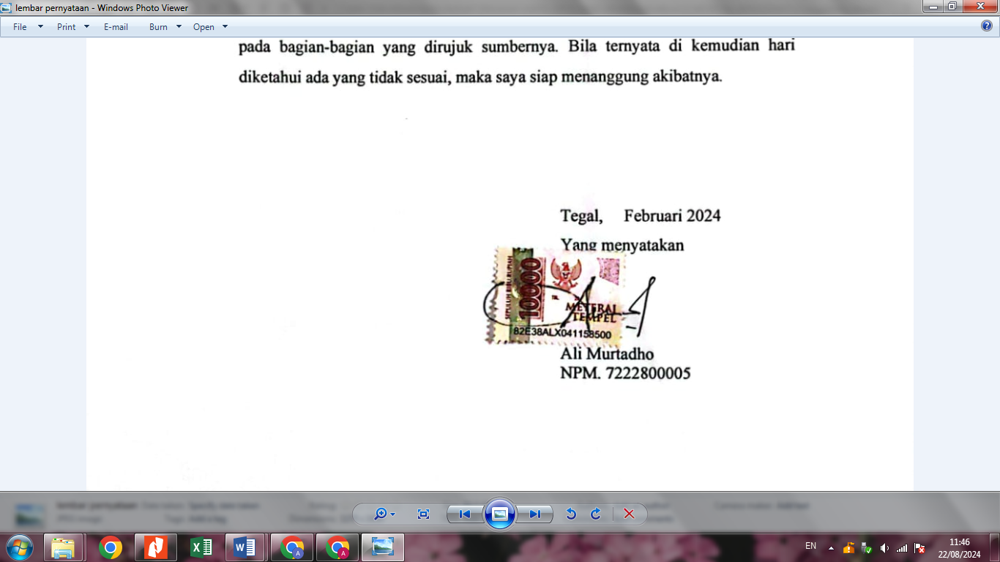 lembar pernyataan - Windows Photo Viewer
File Print E-mail Burn Open
pada bagian-bagian yang dirujuk sumbernya. Bila ternyata di kemudian hari
diketahui ada yang tidak sesuai, maka saya siap menanggung akibatnya.
Tegal, Februari 2024
Yang menyatakan
SEPULUH RIBU RUPIAH
10000
METERAI
TEMPEL
82E38ALX041158500
Ali Murtadho
NPM. 7222800005
lembar pernyataan
EN
11:46
22/08/2024